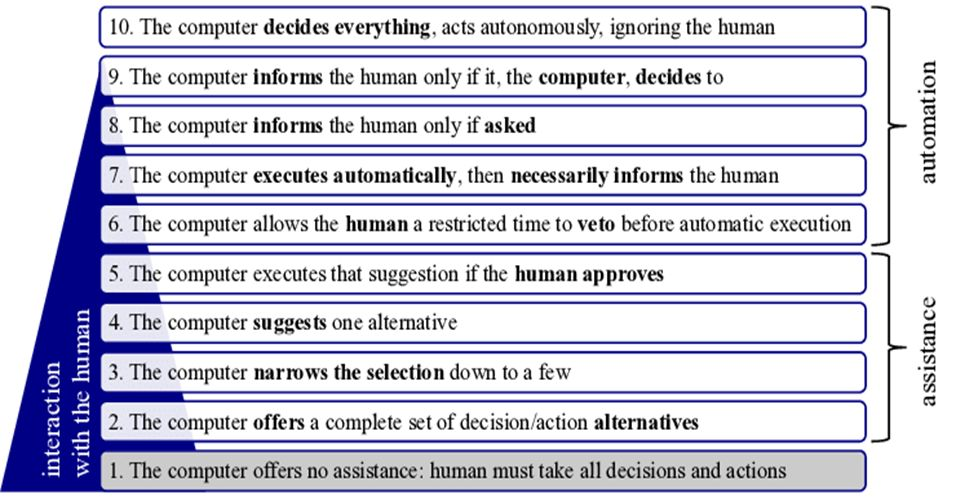 10. The computer decides everything, acts autonomously, ignoring the human
9. The computer informs the human only if it, the computer, decides to
8. The computer informs the human only if asked
7. The computer executes automatically, then necessarily informs the human
6. The computer allows the human a restricted time to veto before automatic execution
automation
5. The computer executes that suggestion if the human approves
4. The computer suggests one alternative
3. The computer narrows the selection down to a few
2. The computer offers a complete set of decision/action alternatives
assistance
1. The computer offers no assistance: human must take all decisions and actions
interaction
with the human